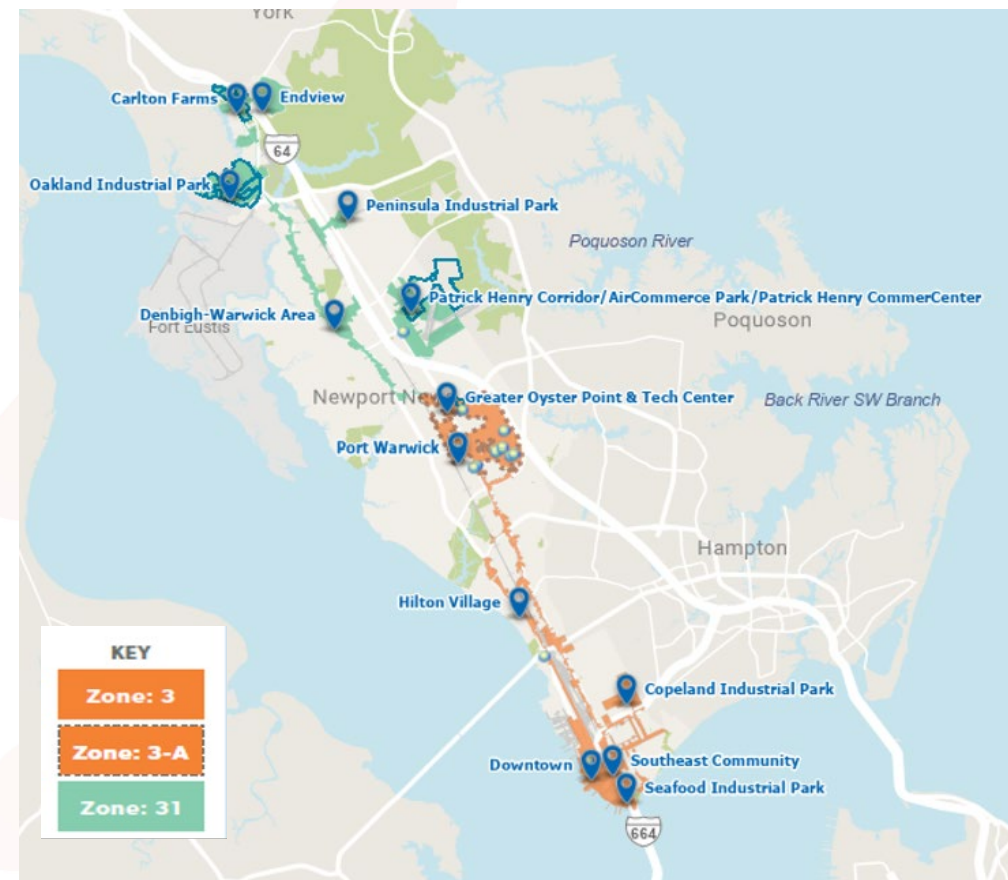 York
Carlton Farms
Endview
64
Oakland Industrial Park
Peninsula Industrial Park
Poquoson River
Patrick Henry Corridor/AirCommerce Park/Patrick Henry CommerCenter
Denbigh-Warwick Area
Fort Eustis
Poquoson
Newport Ne
Greater Oyster Point & Tech Center
Back River SW Branch
Port Warwick
Hampton
Hilton Village
KEY
Zone: 3
Zone: 3-A
Zone: 31
Copeland Industrial Park
Downtown
Southeast Community
Seafood Industrial Park
664